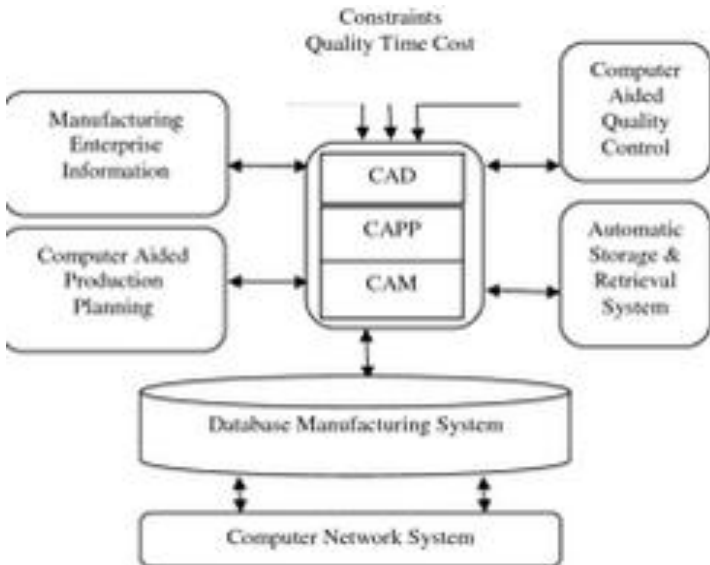 Constraints
Quality Time Cost
Manufacturing
Enterprise
Information
Computer
Aided
Quality
Control
CAD
CAPP
CAM
Computer Aided
Production
Planning
Automatic
Storage &
Retrieval
System
Database Manufacturing System
Computer Network System